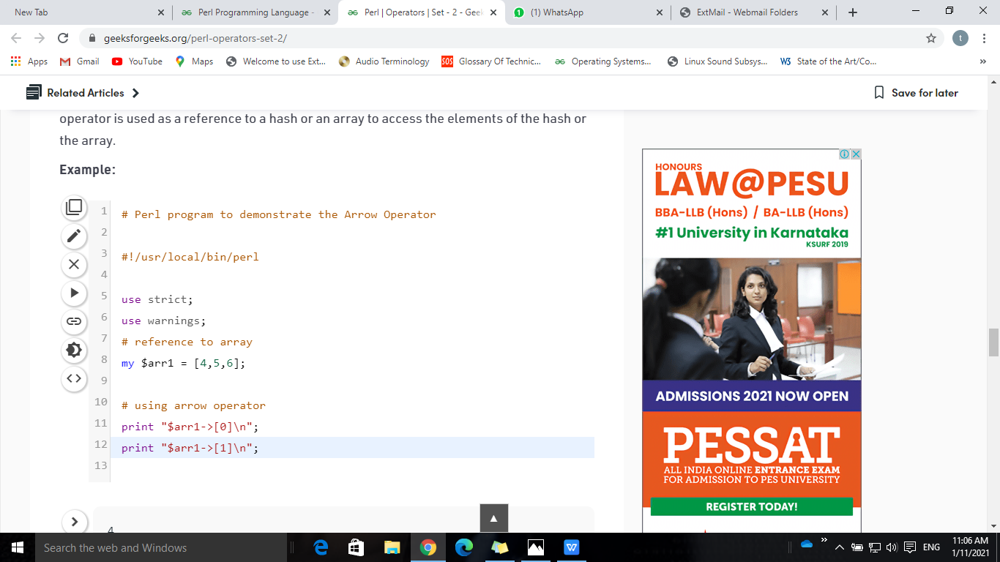 New Tab
Perl Programming Language -
Perl | Operators | Set - 2 - Geek
(1) WhatsApp
ExtMail - Webmail Folders
geeksforgeeks.org/perl-operators-set-2/
t
Apps
Gmail
YouTube
Maps
Welcome to use Ext...
Audio Terminology
SOS
Glossary Of Technic...
Operating Systems...
Linux Sound Subsys...
W3
State of the Art/Co...
»
Related Articles
Save for later
operator is used as a reference to a hash or an array to access the elements of the hash or
the array.
Example:
1 # Perl program to demonstrate the Arrow Operator
2
3 #!/usr/local/bin/perl
4
5 use strict;
6 use warnings;
7 # reference to array
8 my $arr1 = [4,5,6];
9
10 # using arrow operator
11 print "$arr1->[0]\n";
12 print "$arr1->[1]\n";
13
4
HONOURS
LAW@PESU
BBA-LLB (Hons) / BA-LLB (Hons)
#1 University in Karnataka
KSURF 2019
ADMISSIONS 2021 NOW OPEN
PESSAT
ALL INDIA ONLINE ENTRANCE EXAM
FOR ADMISSION TO PES UNIVERSITY
REGISTER TODAY!
Search the web and Windows
ENG
11:06 AM
1/11/2021